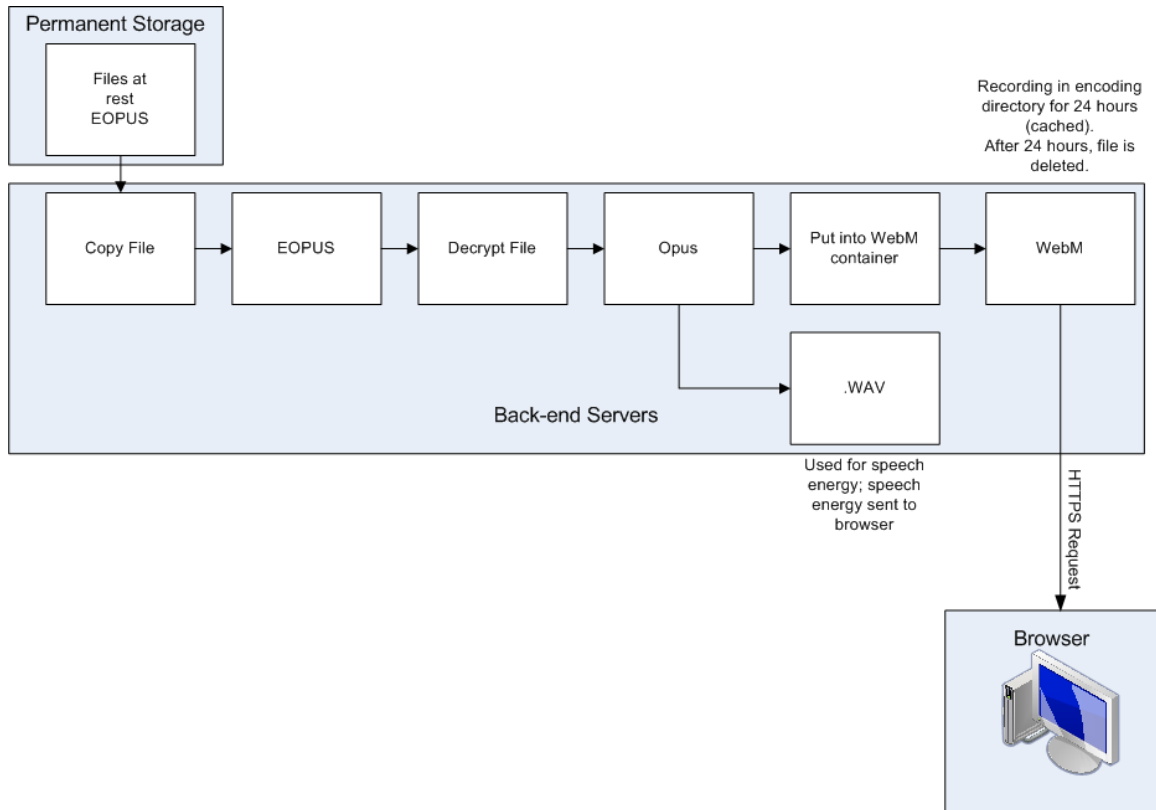 Permanent Storage
Files at
rest
EOPUS
Recording in encoding
directory for 24 hours
(cached).
After 24 hours, file is
deleted.
Copy File
EOPUS
Decrypt File
Opus
Put into WebM
container
WebM
.WAV
Back-end Servers
Used for speech
energy; speech
energy sent to
browser
HTTPS Request
Browser